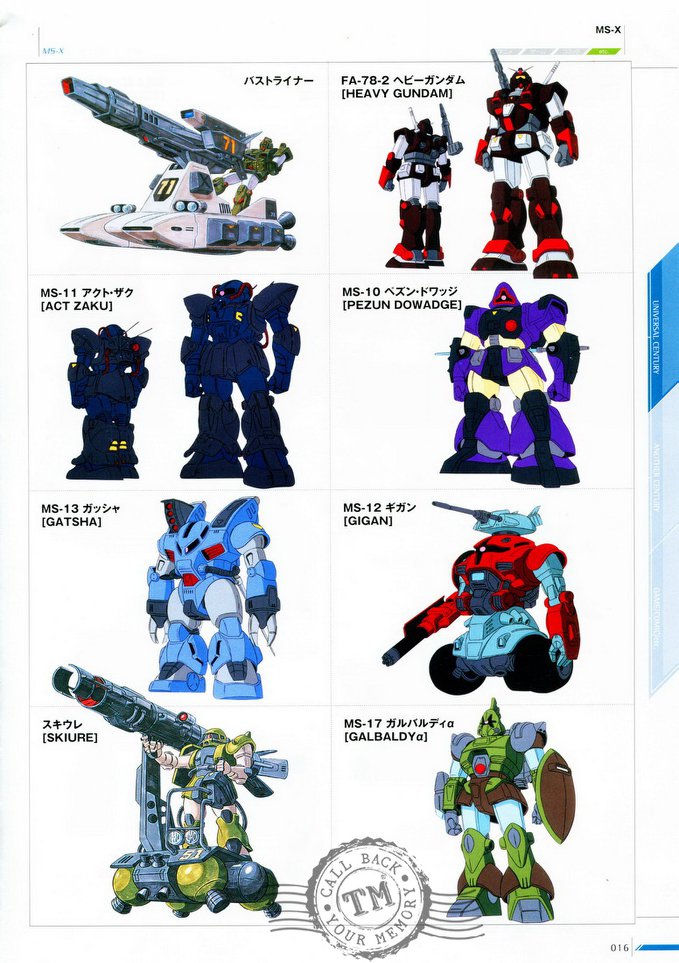 MS-X
MS-X
etc.
バストライナー
71
71
FA-78-2 ヘビーガンダム
[HEAVY GUNDAM]
MS-11 アクト・ザク
[ACT ZAKU]
MS-10 ペズン・ドワッジ
[PEZUN DOWADGE]
MS-13 ガッシャ
[GATSHA]
MS-12 ギガン
[GIGAN]
スキウレ
[SKIURE]
51
MS-17 ガルバルディα
[GALBALDYα]
UNIVERSAL CENTURY
ANOTHER CENTURY
CALL BACK
TM
YOUR MEMORY
016